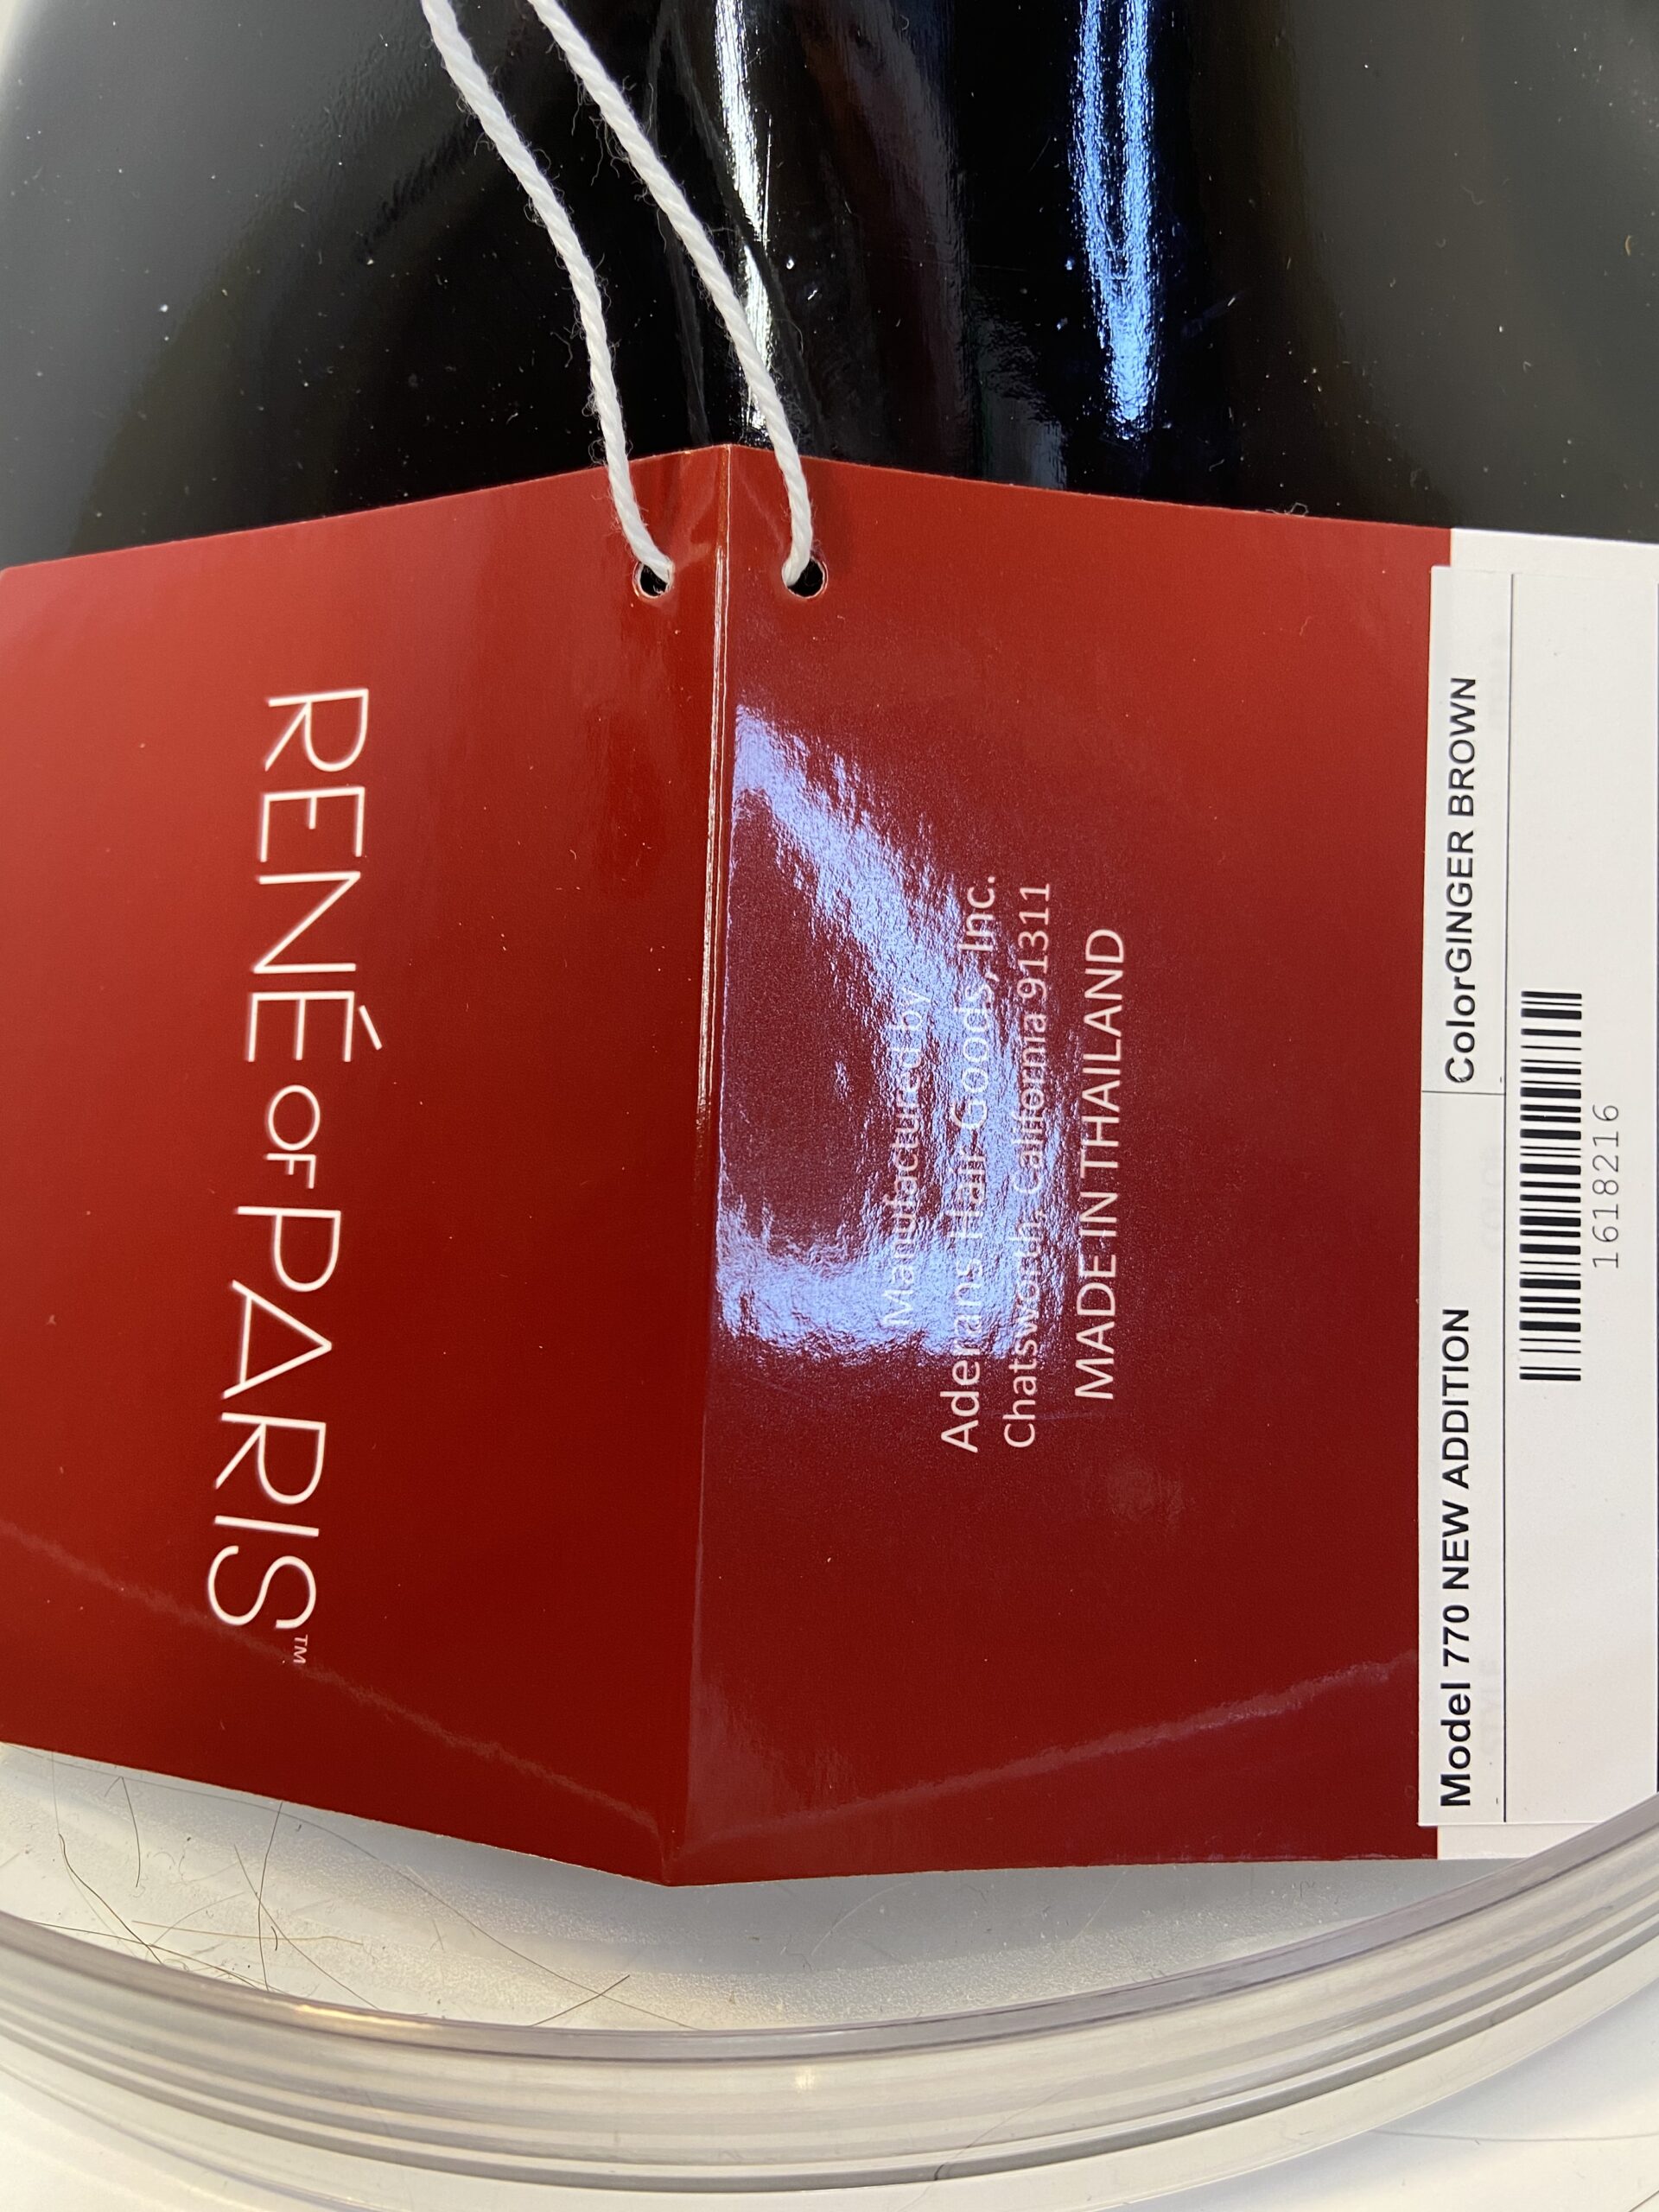 RENÉ OF PARIS™
Manufactured by
Aderans Hair Goods, Inc.
Chatsworth, California 91311
MADE IN THAILAND
Model 770 NEW ADDITION
ColorGINGER BROWN
1618216